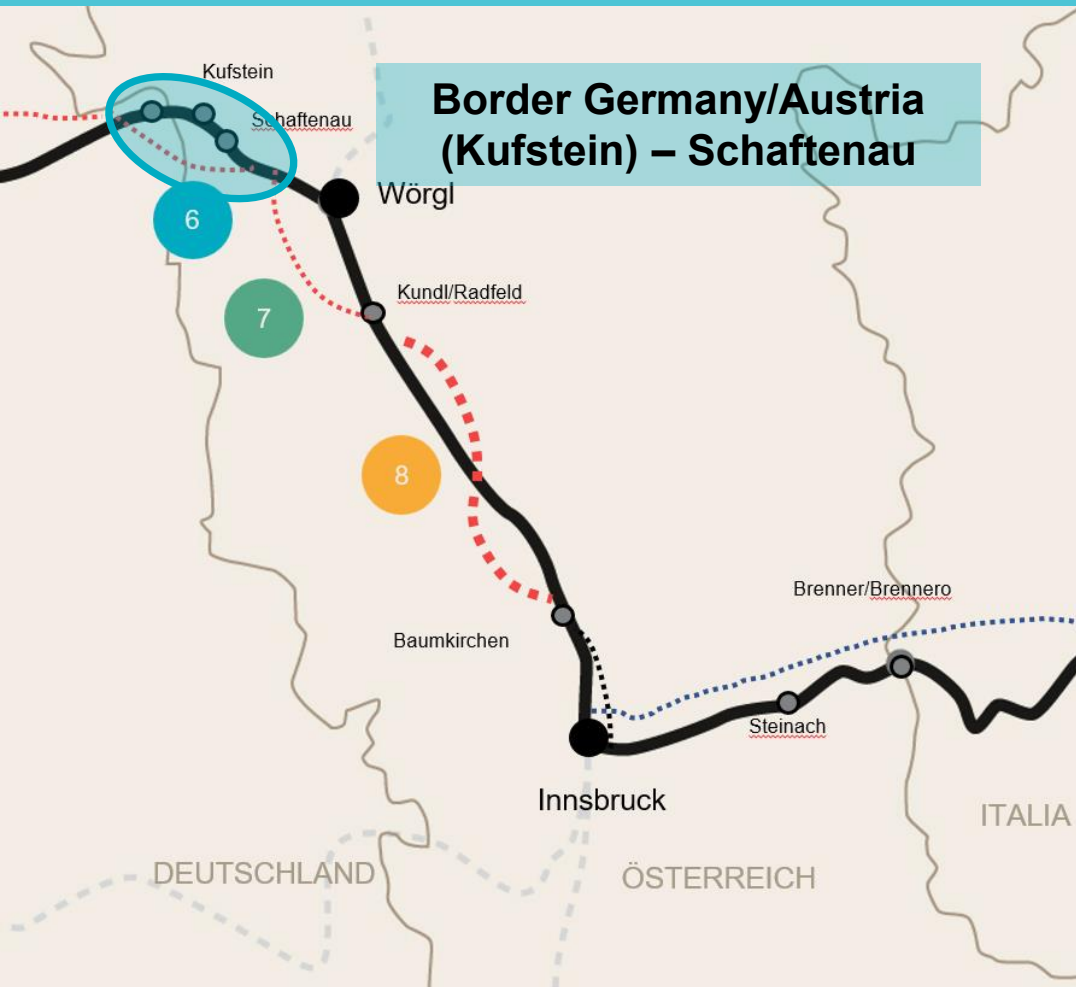 Kufstein
Border Germany/Austria
(Kufstein) – Schaftenau
Schaftenau
Wörgl
6
Kundl/Radfeld
7
8
Brenner/Brennero
Baumkirchen
Steinach
Innsbruck
ITALIA
DEUTSCHLAND
ÖSTERREICH